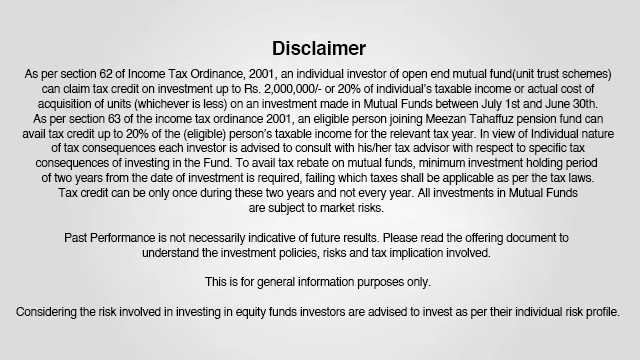 Disclaimer
As per section 62 of Income Tax Ordinance, 2001, an individual investor of open end mutual fund(unit trust schemes)
can claim tax credit on investment up to Rs. 2,000,000/- or 20% of individual's taxable income or actual cost of
acquisition of units (whichever is less) on an investment made in Mutual Funds between July 1st and June 30th.
As per section 63 of the income tax ordinance 2001, an eligible person joining Meezan Tahaffuz pension fund can
avail tax credit up to 20% of the (eligible) person's taxable income for the relevant tax year. In view of Individual nature
of tax consequences each investor is advised to consult with his/her tax advisor with respect to specific tax
consequences of investing in the Fund. To avail tax rebate on mutual funds, minimum investment holding period
of two years from the date of investment is required, failing which taxes shall be applicable as per the tax laws.
Tax credit can be only once during these two years and not every year. All investments in Mutual Funds
are subject to market risks.
Past Performance is not necessarily indicative of future results. Please read the offering document to
understand the investment policies, risks and tax implication involved.
This is for general information purposes only.
Considering the risk involved in investing in equity funds investors are advised to invest as per their individual risk profile.